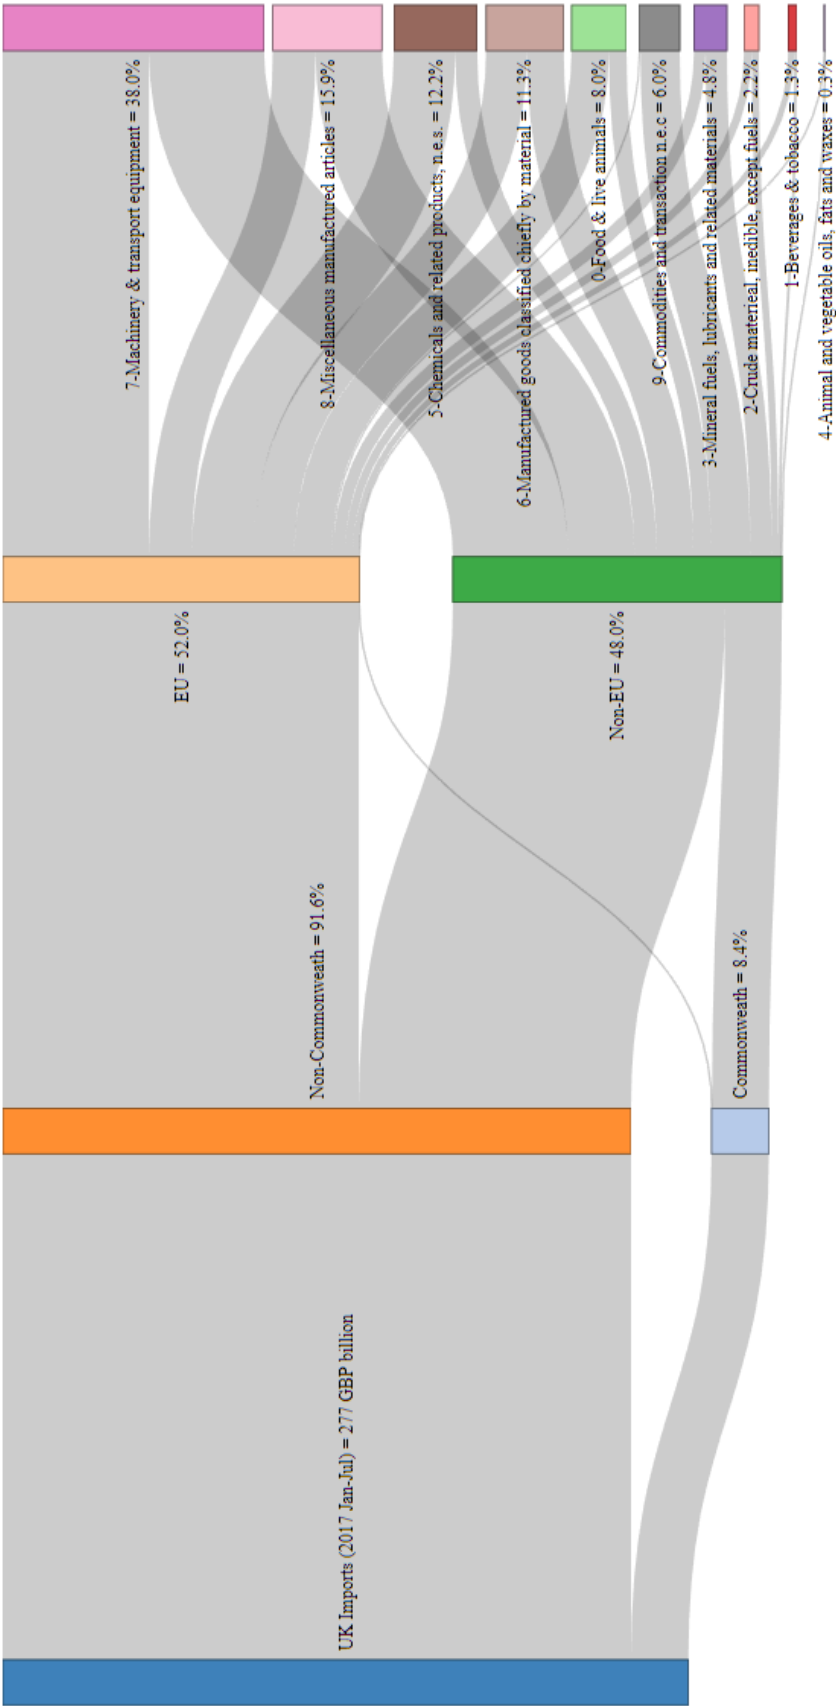 UK Imports (2017 Jan-Jul) = 277 GBP billion
Non-Commonweath = 91.6%
Commonweath = 8.4%
EU = 52.0%
Non-EU = 48.0%
7-Machinery & transport equipment = 38.0%
8-Miscellaneous manufactured articles = 15.9%
5-Chemicals and related products, n.e.s. = 12.2%
6-Manufactured goods classified chiefly by material = 11.3%
0-Food & live animals = 8.0%
9-Commodities and transaction n.e.c = 6.0%
3-Mineral fuels, lubricants and related materials = 4.8%
2-Crude materieal, inedible, except fuels = 2.2%
1-Beverages & tobacco = 1.3%
4-Animal and vegetable oils, fats and waxes = 0.3%